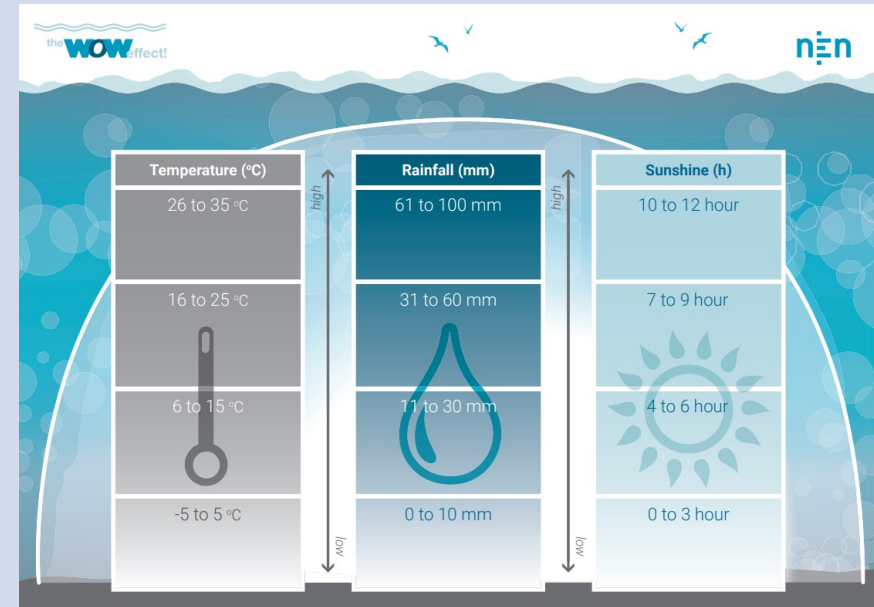 the WOW effect!
nen
Temperature (°C)
high
Rainfall (mm)
high
Sunshine (h)
26 to 35 °C
61 to 100 mm
10 to 12 hour
16 to 25 °C
31 to 60 mm
7 to 9 hour
6 to 15 °C
11 to 30 mm
4 to 6 hour
-5 to 5 °C
low
0 to 10 mm
low
0 to 3 hour